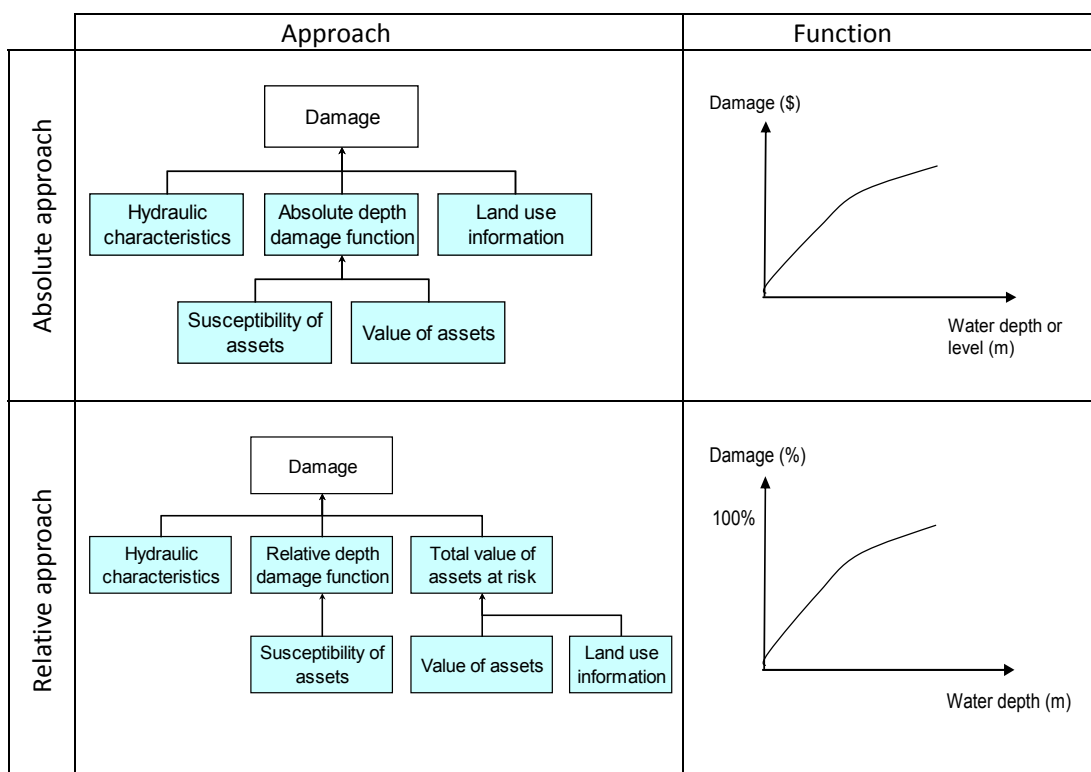 Approach
Function
Absolute approach
Damage
Hydraulic
characteristics
Absolute depth
damage function
Land use
information
Susceptibility of
assets
Value of assets
Damage ($)
Water depth or
level (m)
Relative approach
Damage
Hydraulic
characteristics
Relative depth
damage function
Total value of
assets at risk
Susceptibility of
assets
Value of assets
Land use
information
Damage (%)
100%
Water depth (m)